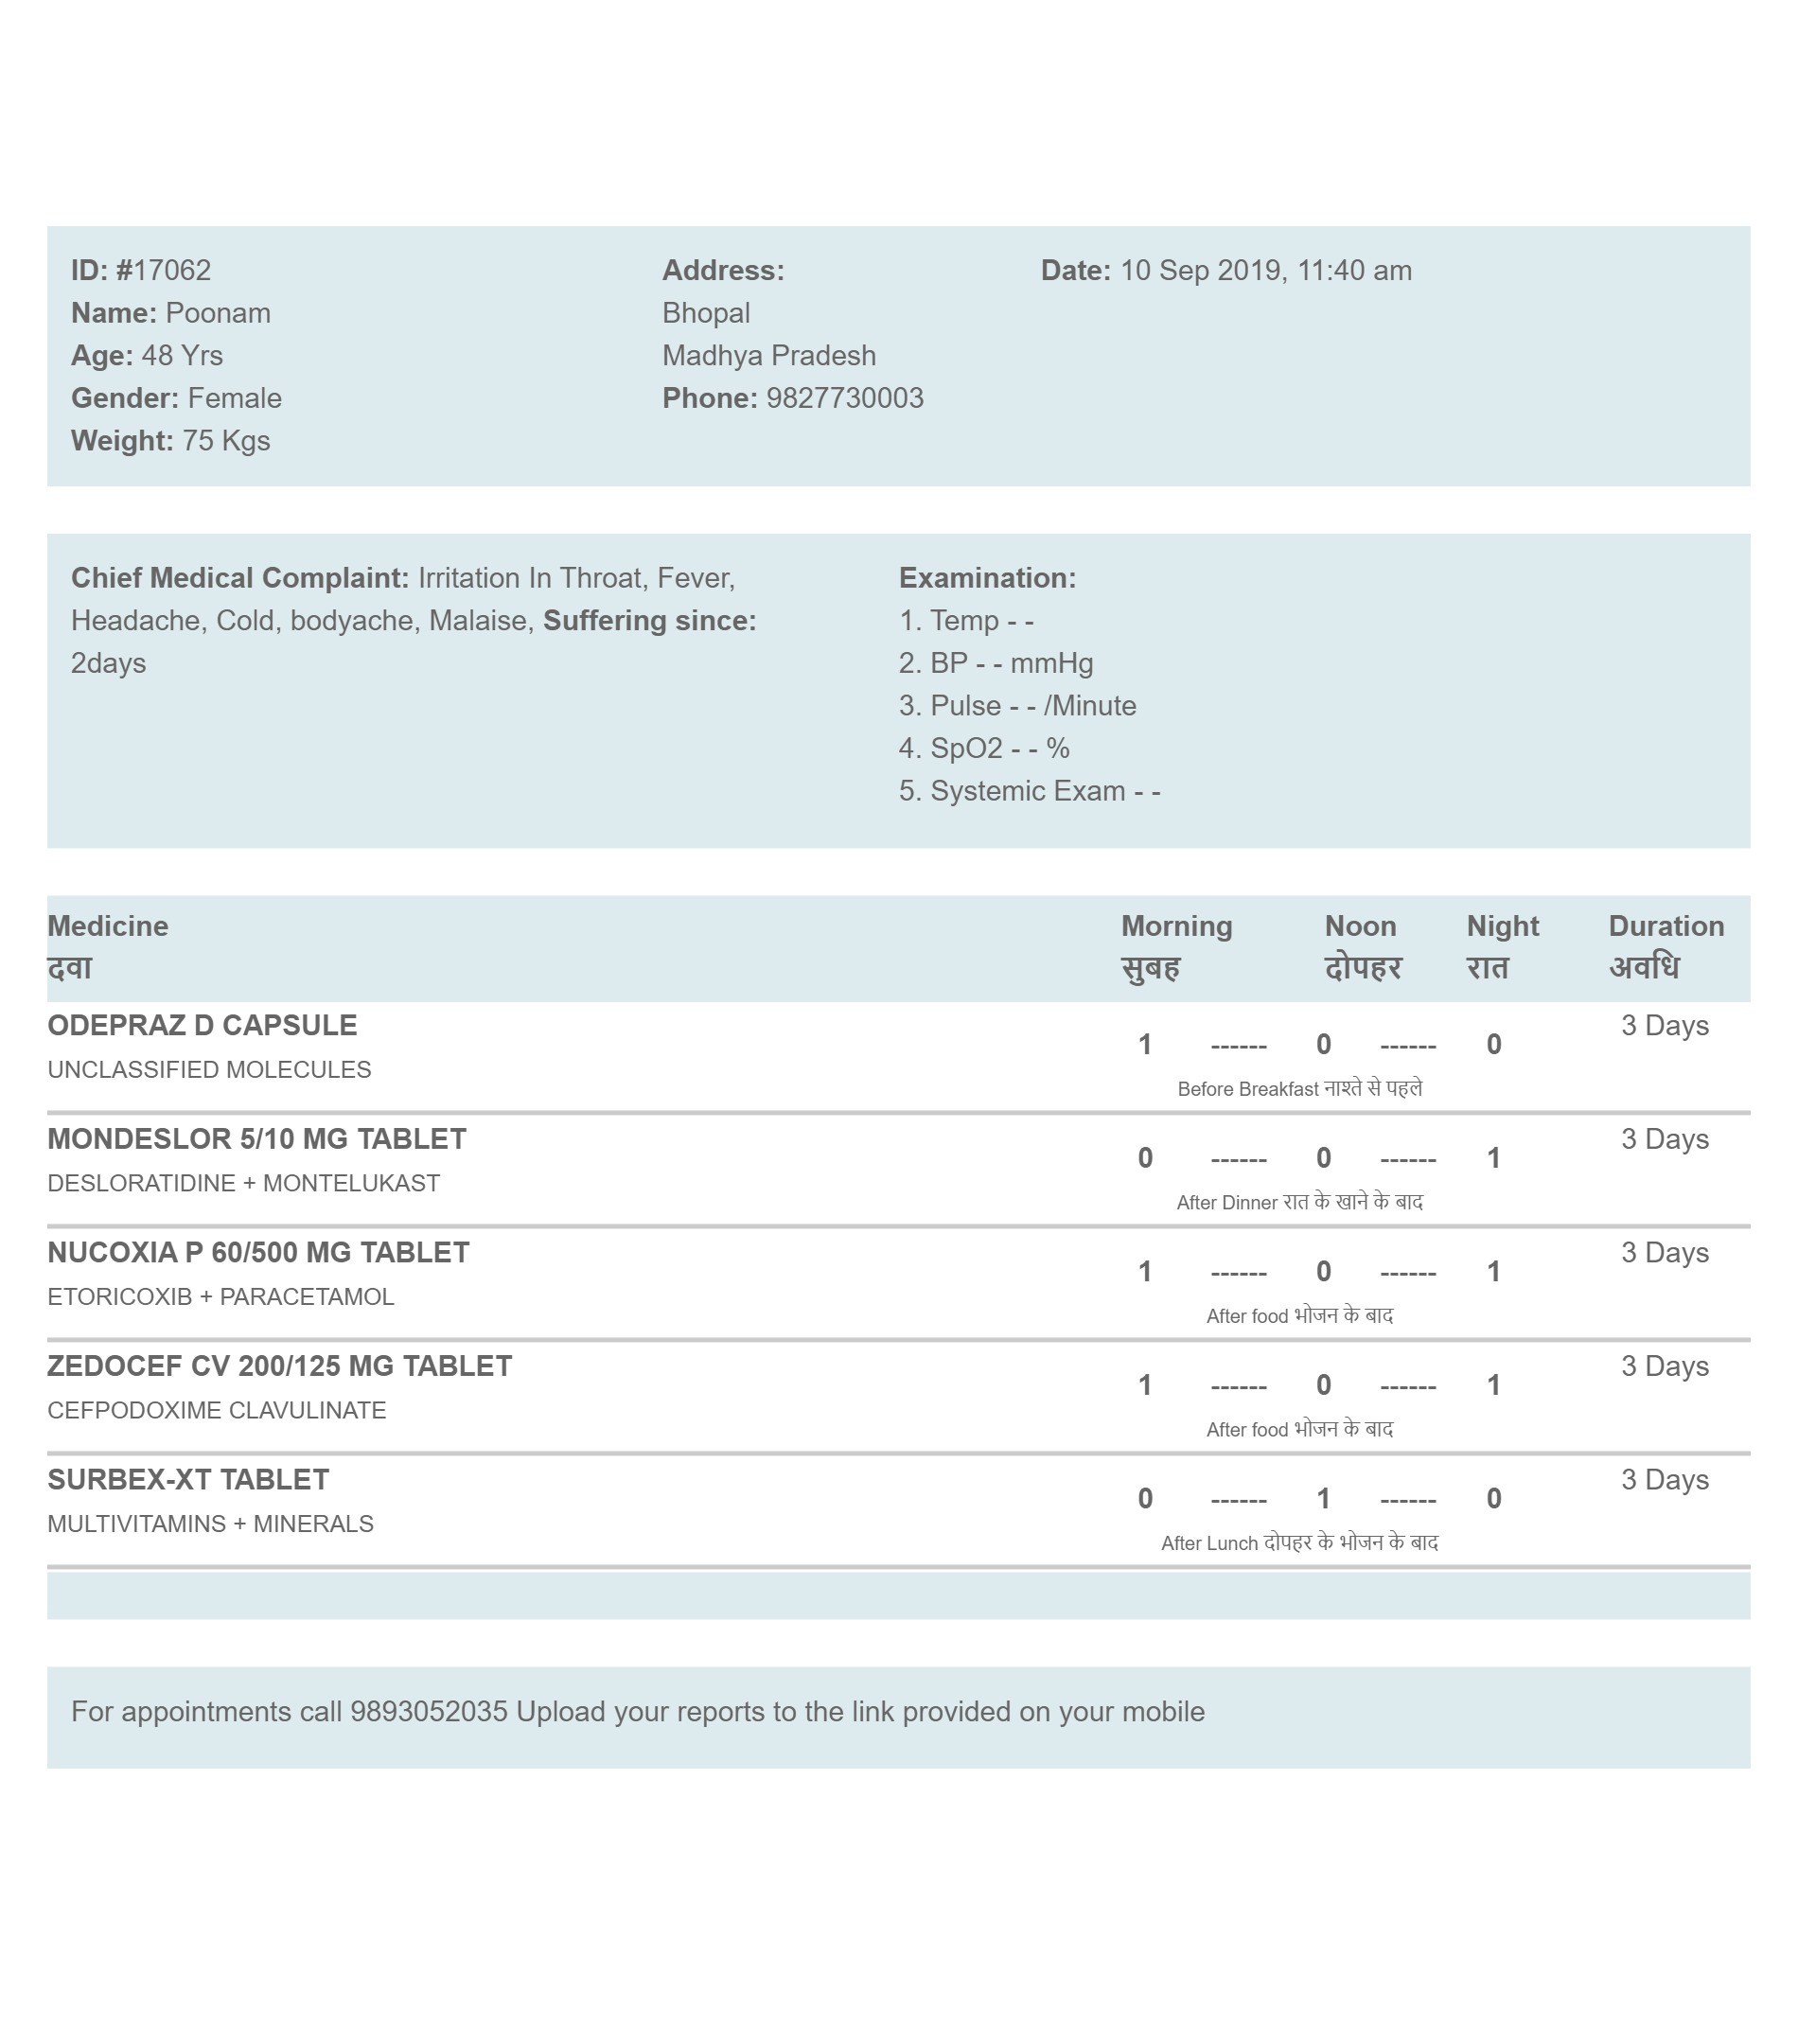 ID: #17062
Name: Poonam
Age: 48 Yrs
Gender: Female
Weight: 75 Kgs
Address:
Bhopal
Madhya Pradesh
Phone: 9827730003
Date: 10 Sep 2019, 11:40 am
Chief Medical Complaint: Irritation In Throat, Fever,
Headache, Cold, bodyache, Malaise, Suffering since:
2days
Examination:
1. Temp - -
2. BP - - mmHg
3. Pulse - - /Minute
4. SpO2 - - %
5. Systemic Exam - -
Medicine Morning Noon Night Duration
दवा सुबह दोपहर रात अवधि
ODEPRAZ D CAPSULE 3 Days
1 ------ 0 ------ 0
UNCLASSIFIED MOLECULES
Before Breakfast नाश्ते से पहले
MONDESLOR 5/10 MG TABLET 3 Days
0 ------ 0 ------ 1
DESLORATIDINE + MONTELUKAST
After Dinner रात के खाने के बाद
NUCOXIA P 60/500 MG TABLET 3 Days
1 ------ 0 ------ 1
ETORICOXIB + PARACETAMOL
After food भोजन के बाद
ZEDOCEF CV 200/125 MG TABLET 3 Days
1 ------ 0 ------ 1
CEFPODOXIME CLAVULINATE
After food भोजन के बाद
SURBEX-XT TABLET 3 Days
0 ------ 1 ------ 0
MULTIVITAMINS + MINERALS
After Lunch दोपहर के भोजन के बाद
For appointments call 9893052035 Upload your reports to the link provided on your mobile